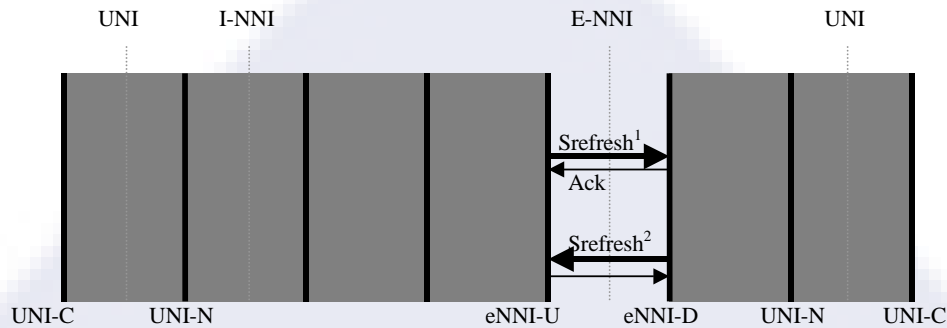 UNI I-NNI E-NNI UNI
Srefresh1
Ack
Srefresh2
UNI-C UNI-N eNNI-U eNNI-D UNI-N UNI-C